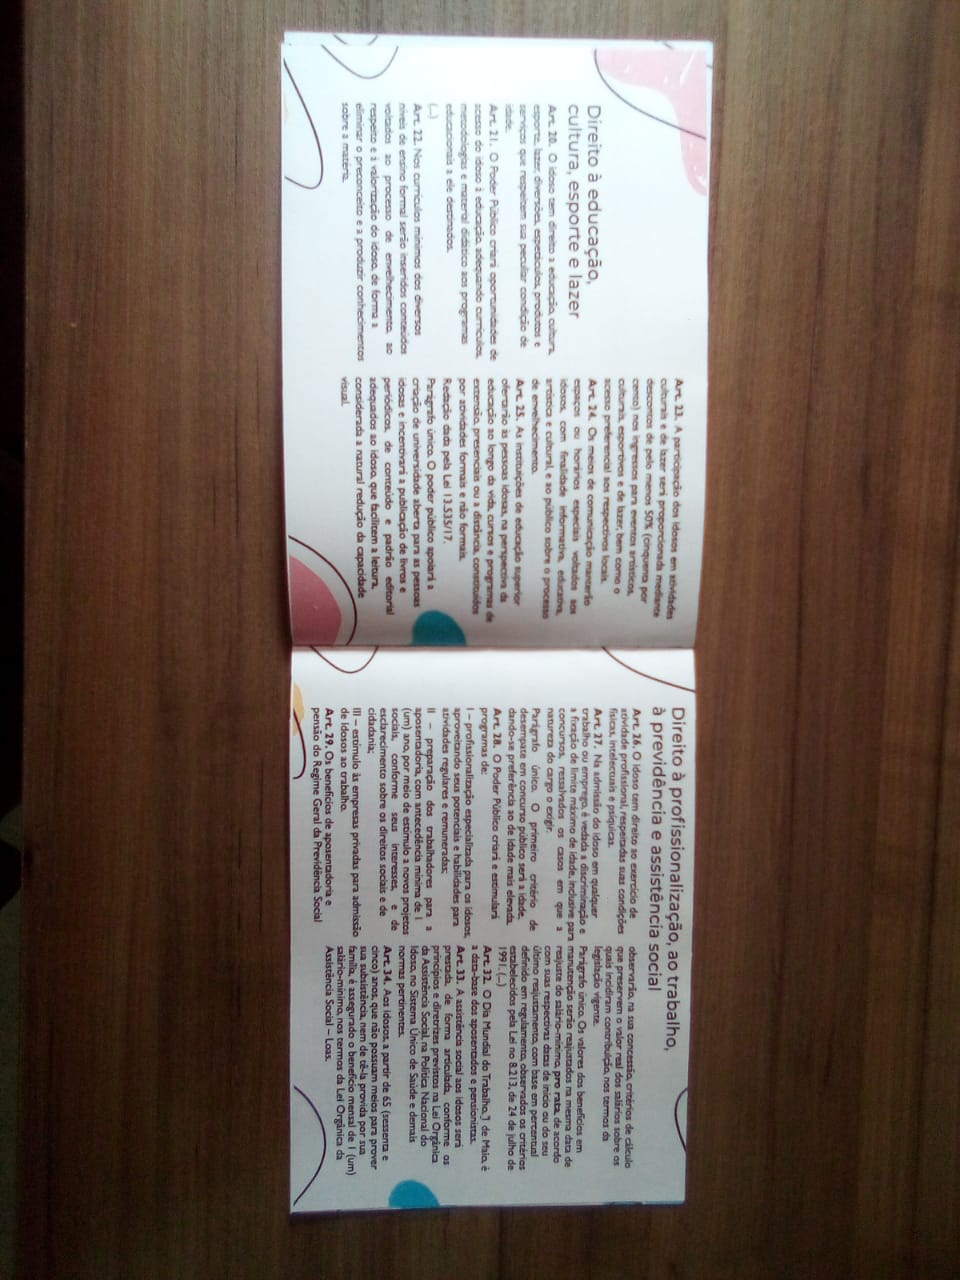 Direito à educação,
cultura, esporte e lazer
Art. 20. O idoso tem direito a educação, cultura,
esporte, lazer, diversões, espetáculos, produtos e
serviços que respeitem sua peculiar condição de
idade.
Art. 21. O Poder Público criará oportunidades de
acesso do idoso à educação, adequando currículos,
metodologias e material didático aos programas
educacionais a ele destinados.
(...)
Art. 22. Nos currículos mínimos dos diversos
níveis de ensino formal serão inseridos conteúdos
voltados ao processo de envelhecimento, ao
respeito e à valorização do idoso, de forma a
eliminar o preconceito e a produzir conhecimentos
sobre a matéria.
Art. 23. A participação dos idosos em atividades
culturais e de lazer será proporcionada mediante
descontos de pelo menos 50% (cinquenta por
cento) nos ingressos para eventos artísticos,
culturais, esportivos e de lazer, bem como o
acesso preferencial aos respectivos locais.
Art. 24. Os meios de comunicação manterão
espaços ou horários especiais voltados aos
idosos, com finalidade informativa, educativa,
artística e cultural, e ao público sobre o processo
de envelhecimento.
Art. 25. As instituições de educação superior
ofertarão às pessoas idosas, na perspectiva da
educação ao longo da vida, cursos e programas de
extensão, presenciais ou a distância, constituídos
por atividades formais e não formais.
Redação dada pela Lei 13.535/17.
Parágrafo único. O poder público apoiará a
criação de universidade aberta para as pessoas
idosas e incentivará a publicação de livros e
periódicos, de conteúdo e padrão editorial
adequados ao idoso, que facilitem a leitura,
considerada a natural redução da capacidade
visual.
Direito à profissionalização, ao trabalho,
à previdência e assistência social
Art. 26. O idoso tem direito ao exercício de
atividade profissional, respeitadas suas condições
físicas, intelectuais e psíquicas.
Art. 27. Na admissão do idoso em qualquer
trabalho ou emprego, é vedada a discriminação e
a fixação de limite máximo de idade, inclusive para
concursos, ressalvados os casos em que a
natureza do cargo o exigir.
Parágrafo único. O primeiro critério de
desempate em concurso público será a idade,
dando-se preferência ao de idade mais elevada.
Art. 28. O Poder Público criará e estimulará
programas de:
I – profissionalização especializada para os idosos,
aproveitando seus potenciais e habilidades para
atividades regulares e remuneradas;
II – preparação dos trabalhadores para a
aposentadoria, com antecedência mínima de 1
(um) ano, por meio de estímulo a novos projetos
sociais, conforme seus interesses, e de
esclarecimento sobre os direitos sociais e de
cidadania;
III – estímulo às empresas privadas para admissão
de idosos ao trabalho.
Art. 29. Os benefícios de aposentadoria e
pensão do Regime Geral da Previdência Social
observarão, na sua concessão, critérios de cálculo
que preservem o valor real dos salários sobre os
quais incidiram contribuição, nos termos da
legislação vigente.
Parágrafo único. Os valores dos benefícios em
manutenção serão reajustados na mesma data de
reajuste do salário-mínimo, pro rata, de acordo
com suas respectivas datas de início ou do seu
último reajustamento, com base em percentual
definido em regulamento, observados os critérios
estabelecidos pela Lei no 8.213, de 24 de julho de
1991. (...)
Art. 32. O Dia Mundial do Trabalho, 1 de Maio, é
a data-base dos aposentados e pensionistas.
Art. 33. A assistência social aos idosos será
prestada, de forma articulada, conforme os
princípios e diretrizes previstos na Lei Orgânica
da Assistência Social, na Política Nacional do
Idoso, no Sistema Único de Saúde e demais
normas pertinentes.
Art. 34. Aos idosos, a partir de 65 (sessenta e
cinco) anos, que não possuam meios para prover
sua subsistência, nem de tê-la provida por sua
família, é assegurado o benefício mensal de 1 (um)
salário-mínimo, nos termos da Lei Orgânica da
Assistência Social – Loas.